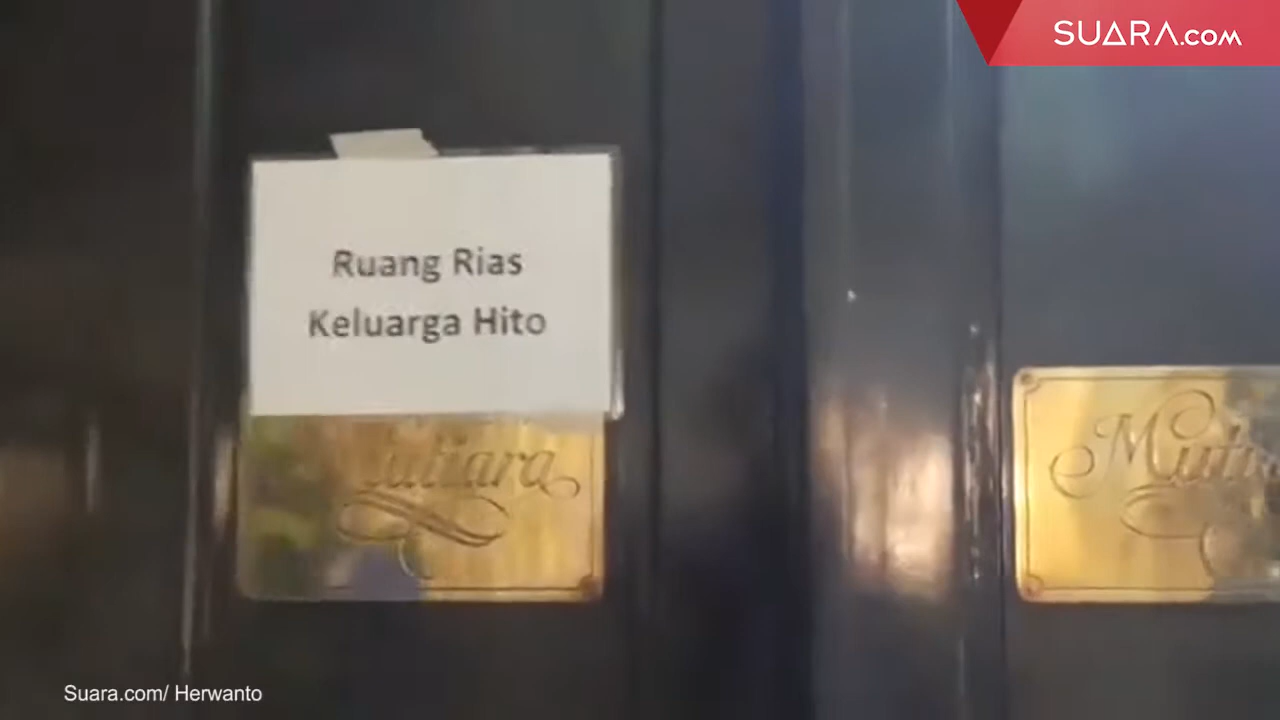 SUARA.com
Ruang Rias
Keluarga Hito
Mutiara
Suara.com/ Herwanto